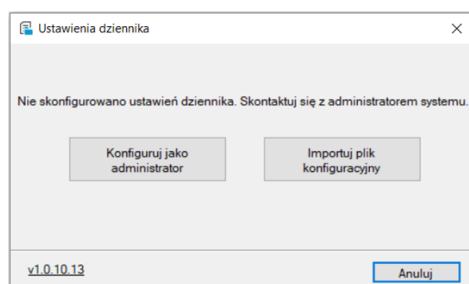 Ustawienia dziennika
Nie skonfigurowano ustawień dziennika. Skontaktuj się z administratorem systemu.
Konfiguruj jako
administrator
Importuj plik
konfiguracyjny
v1.0.10.13
Anuluj